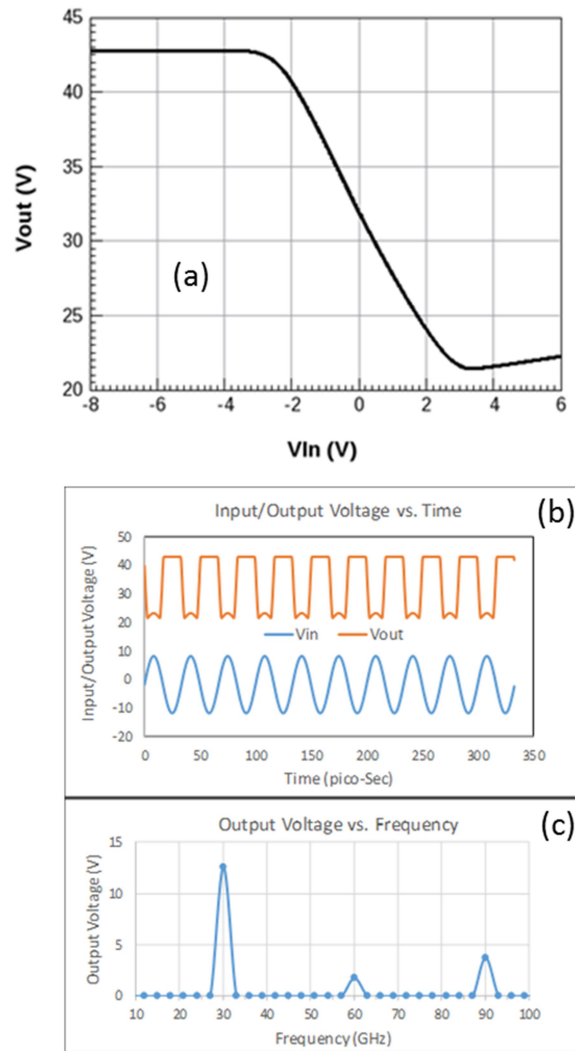 45
40
Vout (V)
35
30
(a)
25
20
-8 -6 -4 -2 0 2 4 6
VIn (V)
Input/Output Voltage vs. Time
(b)
Input/Output Voltage (V)
50
40
30
20
10
0
-10
-20
Vin Vout
0 50 100 150 200 250 300 350
Time (pico-Sec)
Output Voltage vs. Frequency
(c)
Output Voltage (V)
15
10
5
0
10 20 30 40 50 60 70 80 90 100
Frequency (GHz)